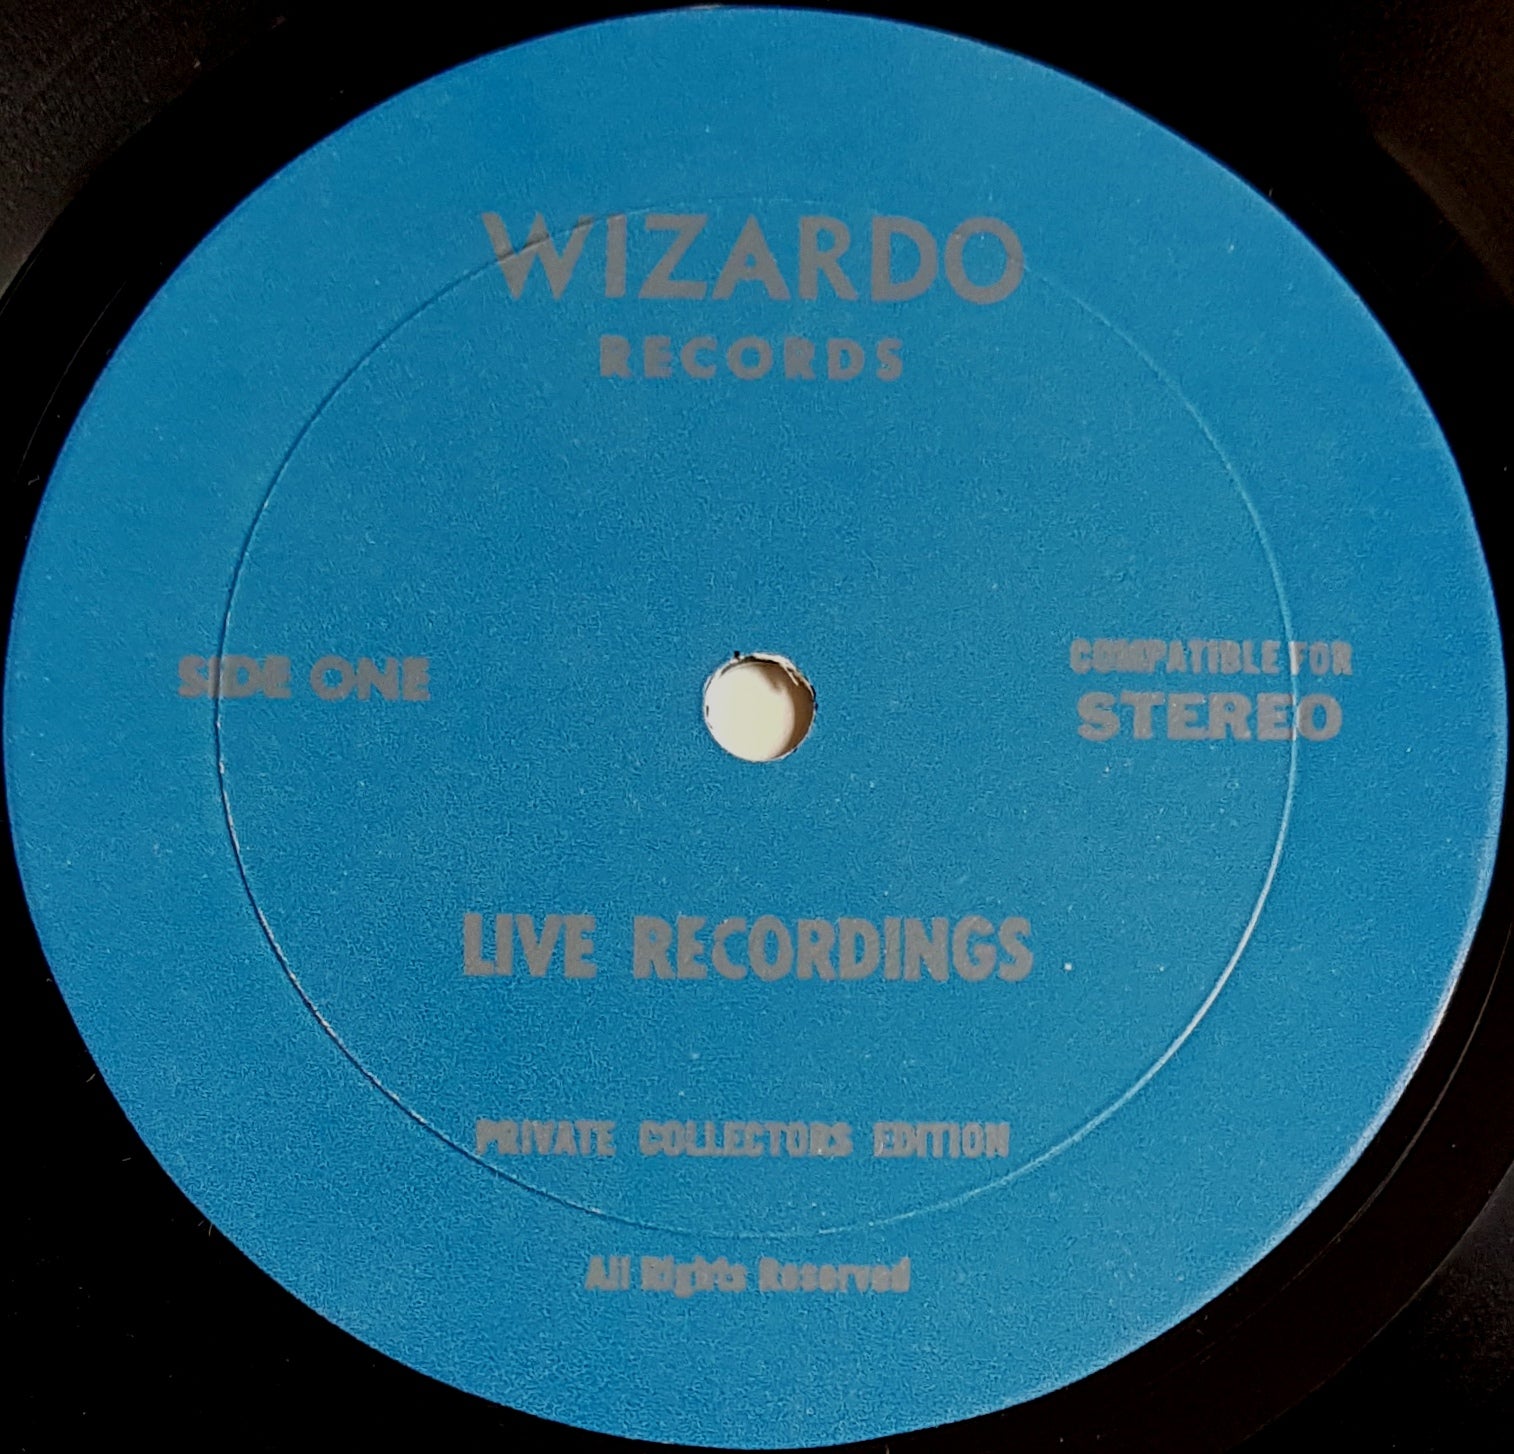 WIZARDO
RECORDS
SIDE ONE
COMPATIBLE FOR
STEREO
LIVE RECORDINGS
PRIVATE COLLECTORS EDITION
All Rights Reserved